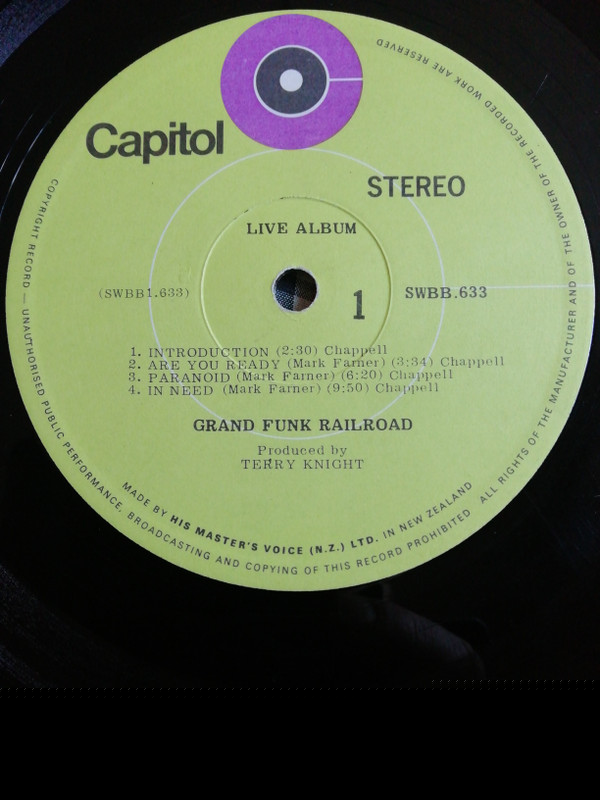 Capitol
STEREO
LIVE ALBUM
(SWBB1.633)
1
SWBB.633
1. INTRODUCTION (2:30) Chappell
2. ARE YOU READY (Mark Farner) (3:34) Chappell
3. PARANOID (Mark Farner) (6:20) Chappell
4. IN NEED (Mark Farner) (9:50) Chappell
GRAND FUNK RAILROAD
Produced by
TERRY KNIGHT
MADE BY HIS MASTER'S VOICE (N.Z.) LTD. IN NEW ZEALAND
COPYRIGHT RECORD — UNAUTHORISED PUBLIC PERFORMANCE, BROADCASTING AND COPYING OF THIS RECORD PROHIBITED ALL RIGHTS OF THE MANUFACTURER AND OF THE OWNER OF THE RECORDED WORK ARE RESERVED